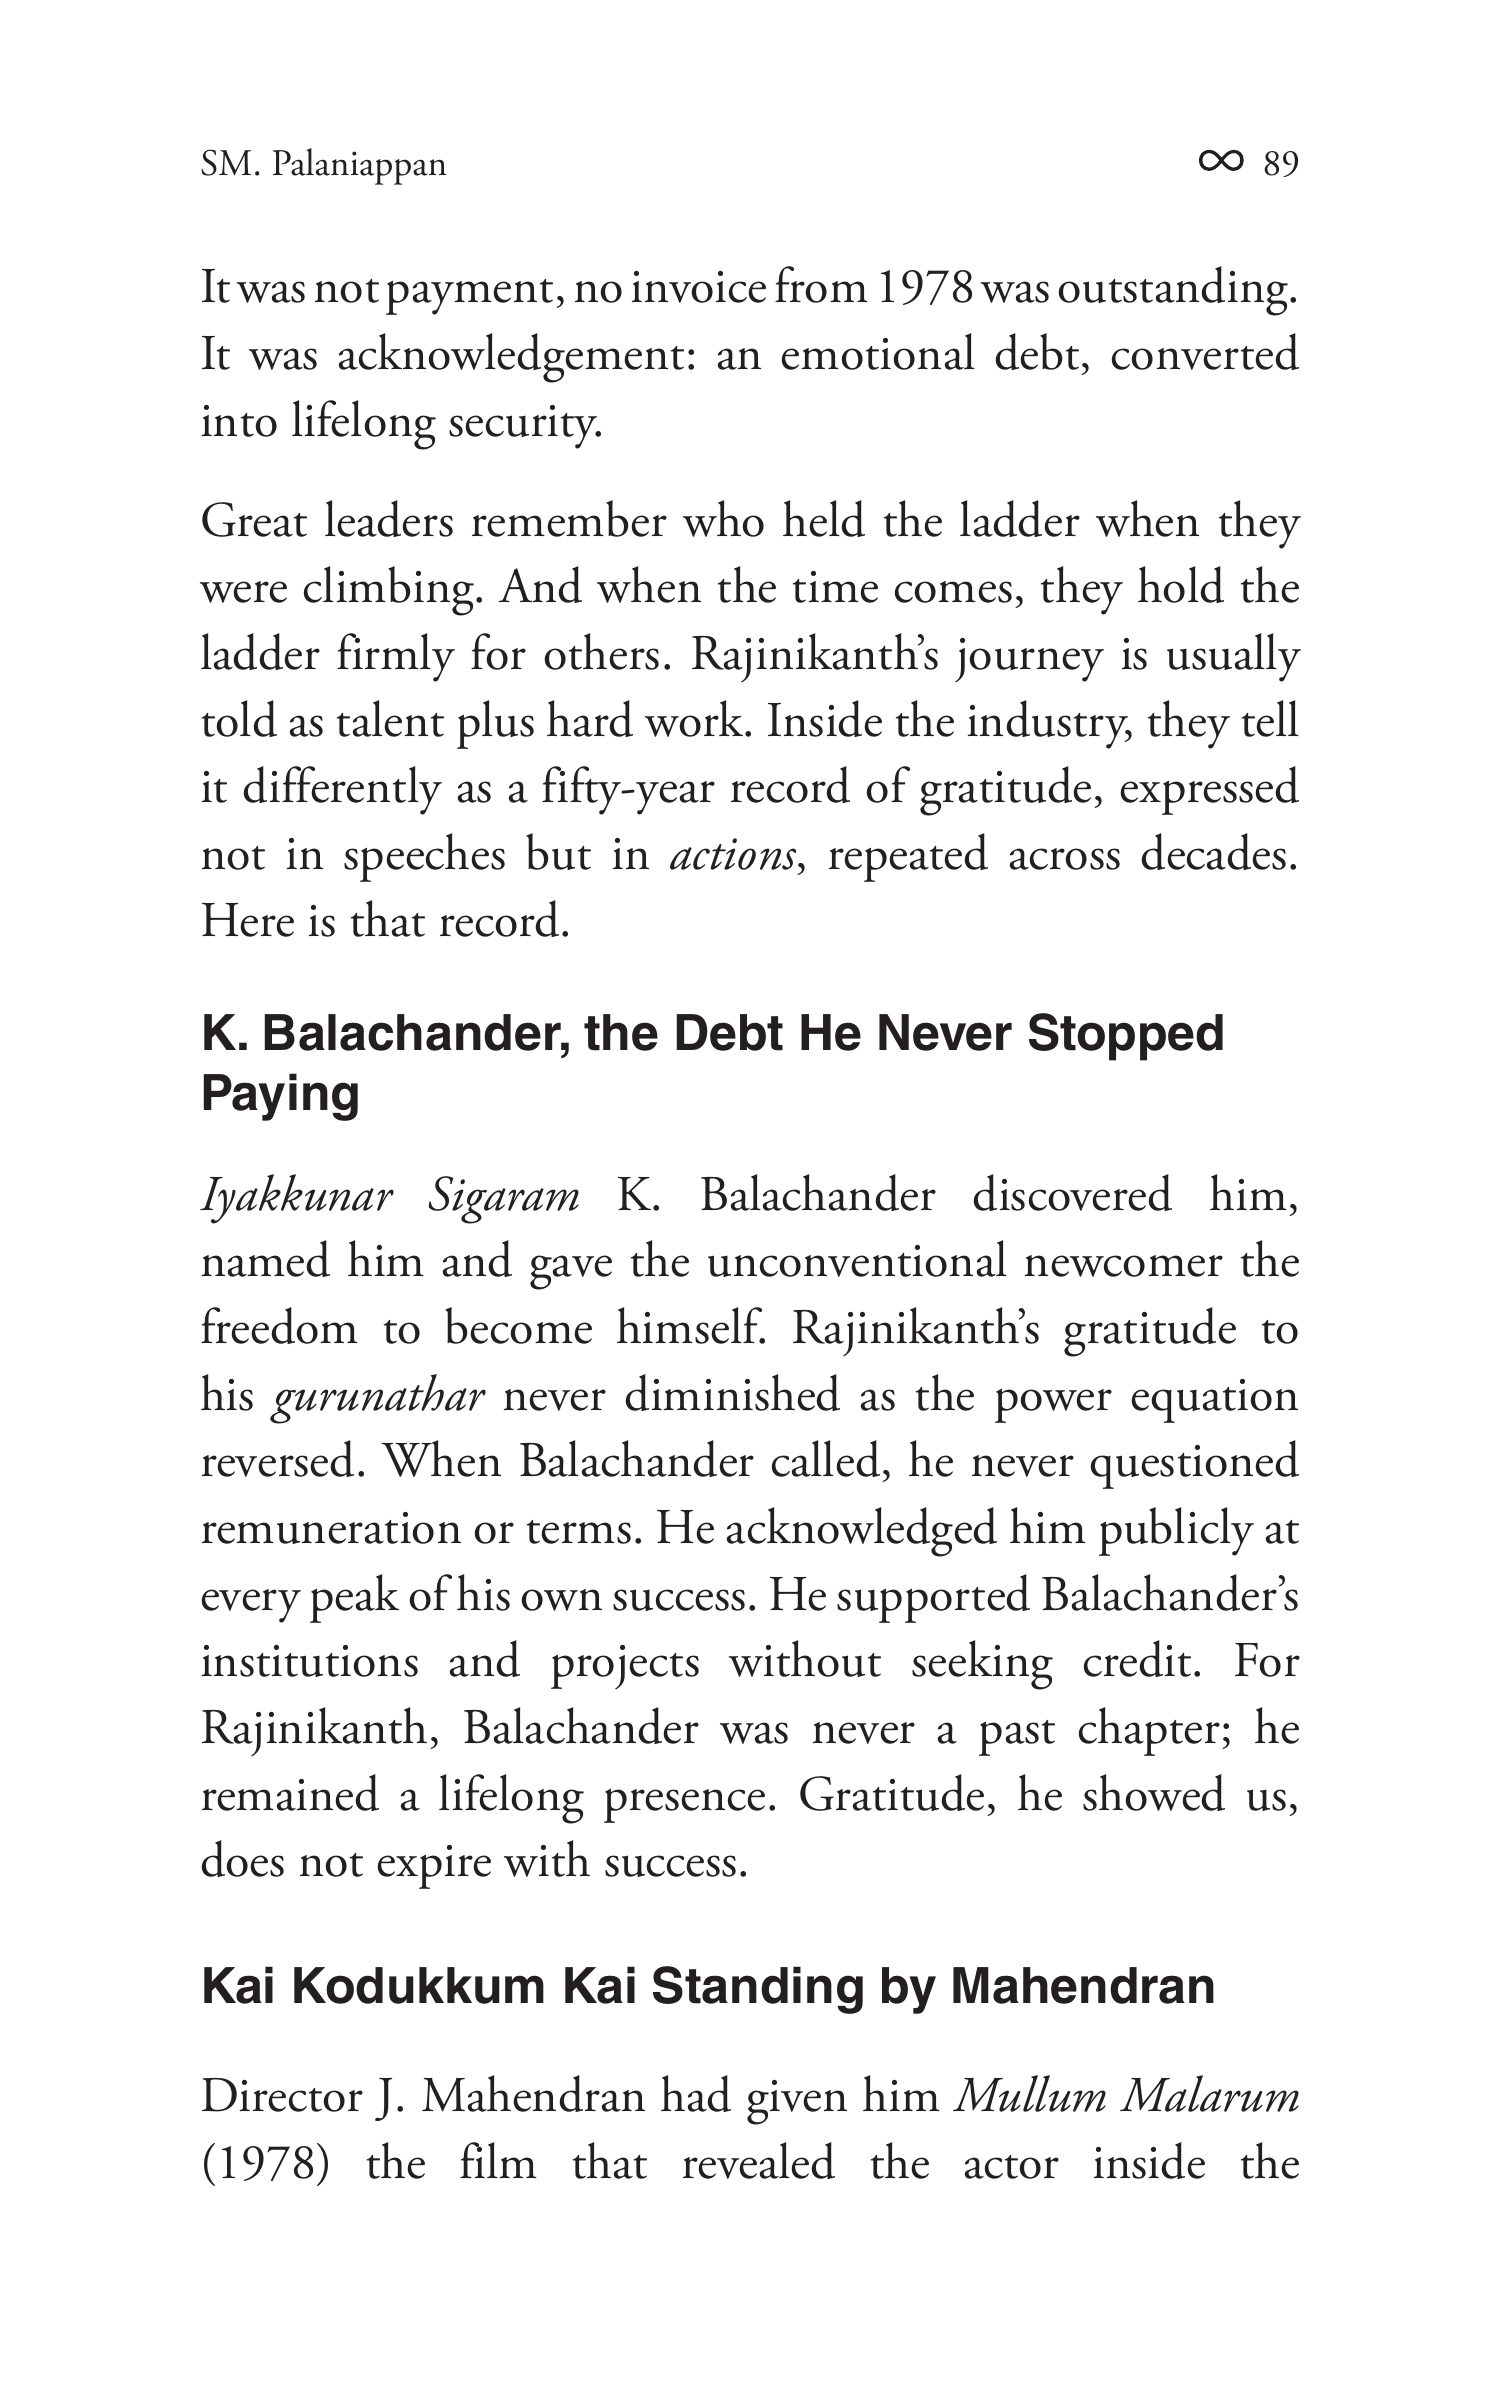 SM. Palaniappan ∞ 89
It was not payment, no invoice from 1978 was outstanding.
It was acknowledgement: an emotional debt, converted
into lifelong security.
Great leaders remember who held the ladder when they
were climbing. And when the time comes, they hold the
ladder firmly for others. Rajinikanth’s journey is usually
told as talent plus hard work. Inside the industry, they tell
it differently as a fifty-year record of gratitude, expressed
not in speeches but in actions, repeated across decades.
Here is that record.
K. Balachander, the Debt He Never Stopped
Paying
Iyakkunar Sigaram K. Balachander discovered him,
named him and gave the unconventional newcomer the
freedom to become himself. Rajinikanth’s gratitude to
his gurunathar never diminished as the power equation
reversed. When Balachander called, he never questioned
remuneration or terms. He acknowledged him publicly at
every peak of his own success. He supported Balachander’s
institutions and projects without seeking credit. For
Rajinikanth, Balachander was never a past chapter; he
remained a lifelong presence. Gratitude, he showed us,
does not expire with success.
Kai Kodukkum Kai Standing by Mahendran
Director J. Mahendran had given him Mullum Malarum
(1978) the film that revealed the actor inside the